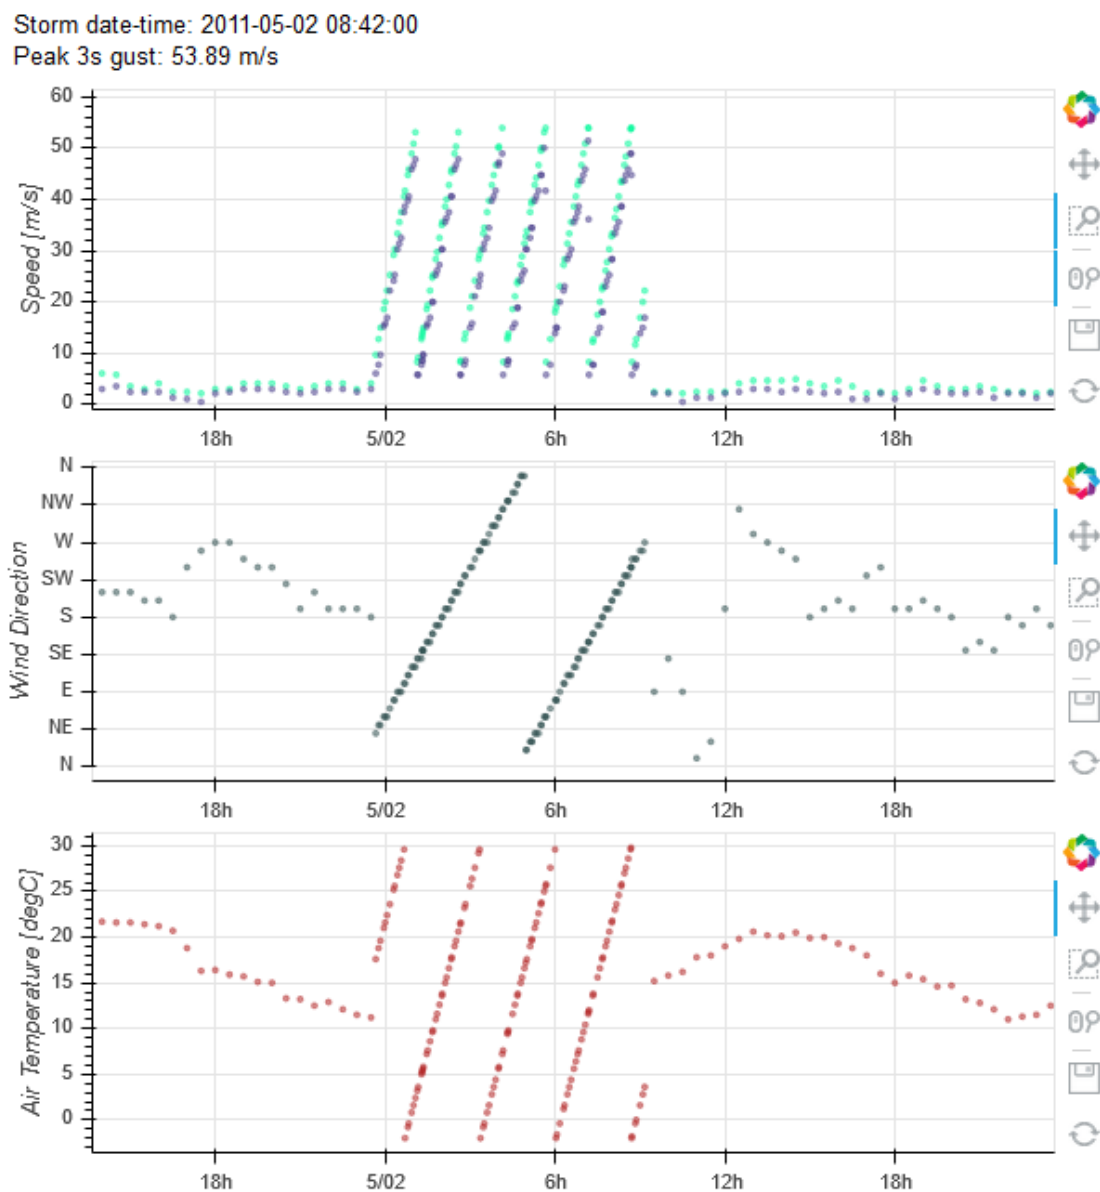 Storm date-time: 2011-05-02 08:42:00
Peak 3s gust: 53.89 m/s
60
50
40
30
20
10
0
Speed [m/s]
18h 5/02 6h 12h 18h
N
NW
W
SW
S
SE
E
NE
N
Wind Direction
18h 5/02 6h 12h 18h
30
25
20
15
10
5
0
Air Temperature [degC]
18h 5/02 6h 12h 18h